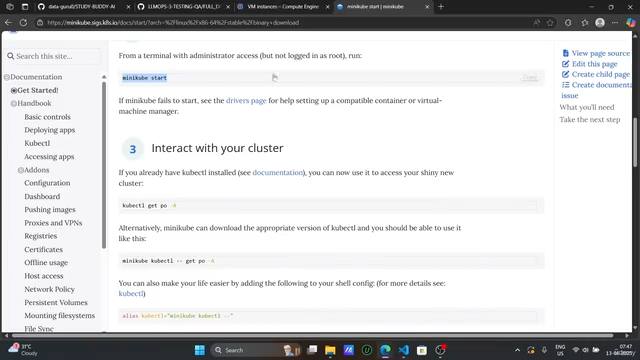 data-guru0/STUDY-BUDDY-AI
LLMOPS-3-TESTING-QA/FULL_D
VM instances – Compute Engine
minikube start | minikube
https://minikube.sigs.k8s.io/docs/start/?arch=%2Flinux%2Fx86-64%2Fstable%2Fbinary+download
Search this site...
Documentation
Get Started!
Handbook
Basic controls
Deploying apps
Kubectl
Accessing apps
Addons
Configuration
Dashboard
Pushing images
Proxies and VPNs
Registries
Certificates
Offline usage
Host access
Network Policy
Persistent Volumes
Mounting filesystems
File Sync
From a terminal with administrator access (but not logged in as root), run:
minikube start
Copy
If minikube fails to start, see the drivers page for help setting up a compatible container or virtual-
machine manager.
3 Interact with your cluster
If you already have kubectl installed (see documentation), you can now use it to access your shiny new
cluster:
kubectl get po -A
Alternatively, minikube can download the appropriate version of kubectl and you should be able to use it
like this:
minikube kubectl -- get po -A
You can also make your life easier by adding the following to your shell config: (for more details see:
kubectl)
alias kubectl="minikube kubectl --"
View page source
Edit this page
Create child page
Create documentation
issue
What you'll need
Take the next step
31°C
Cloudy
Search
ENG
IN
07:47